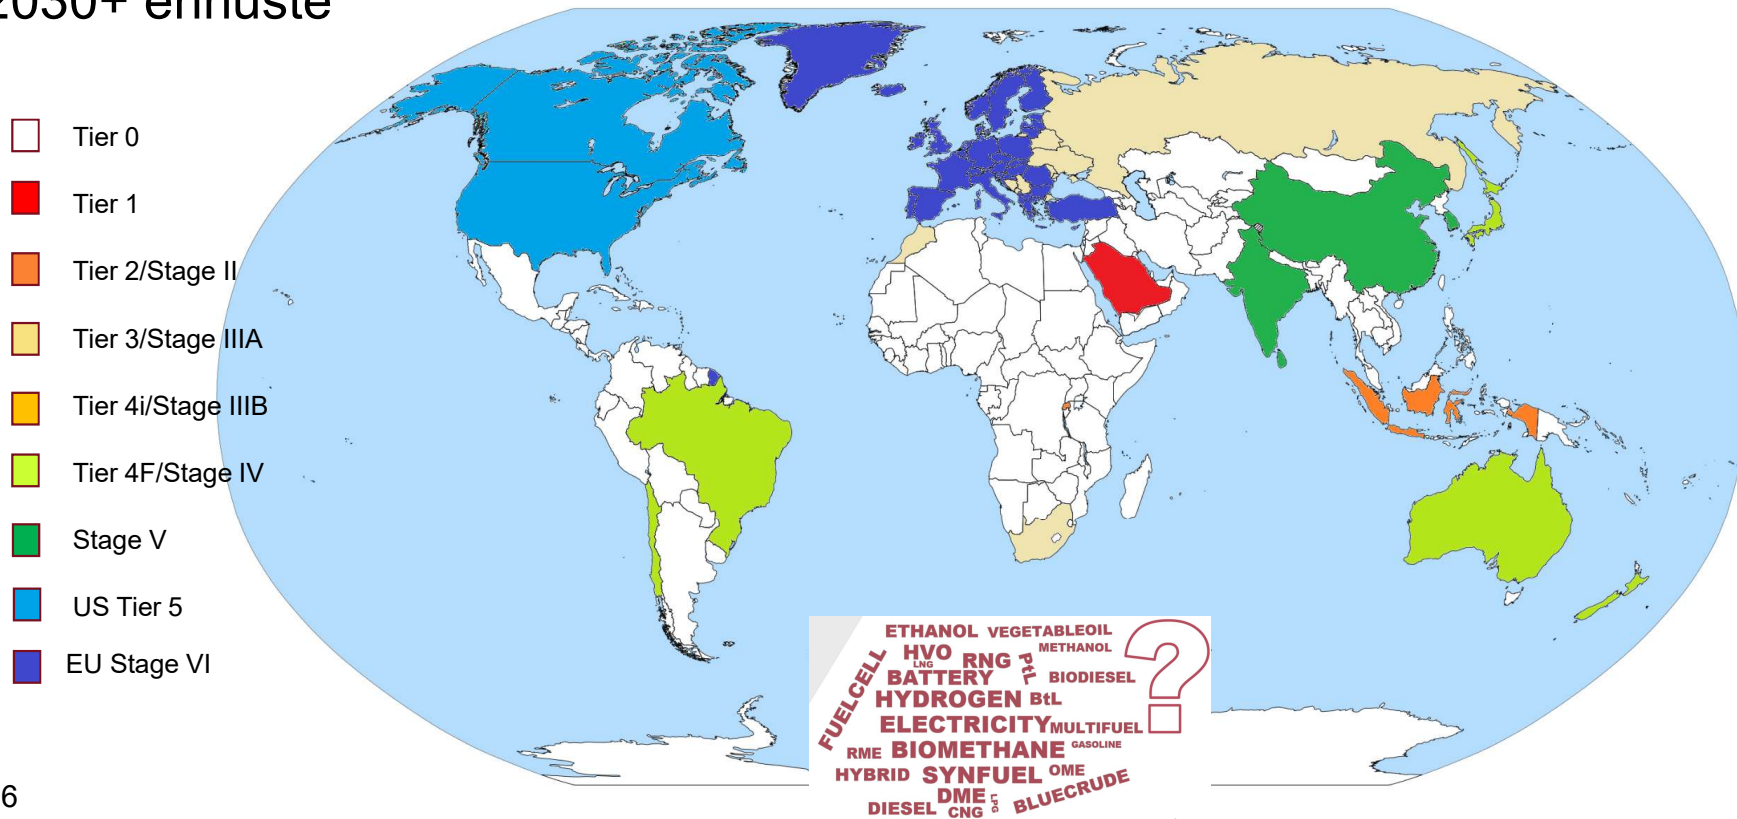 2030+ ennuste
Tier 0
Tier 1
Tier 2/Stage II
Tier 3/Stage IIIA
Tier 4i/Stage IIIB
Tier 4F/Stage IV
Stage V
US Tier 5
EU Stage VI
ETHANOL VEGETABLEOIL
HVO METHANOL
LNG RNG PtL
FUELCELL BATTERY BIODIESEL
HYDROGEN BtL
ELECTRICITY MULTIFUEL
RME BIOMETHANE GASOLINE
HYBRID SYNFUEL OME
DME LPG BLUECRUDE
DIESEL CNG
?
6